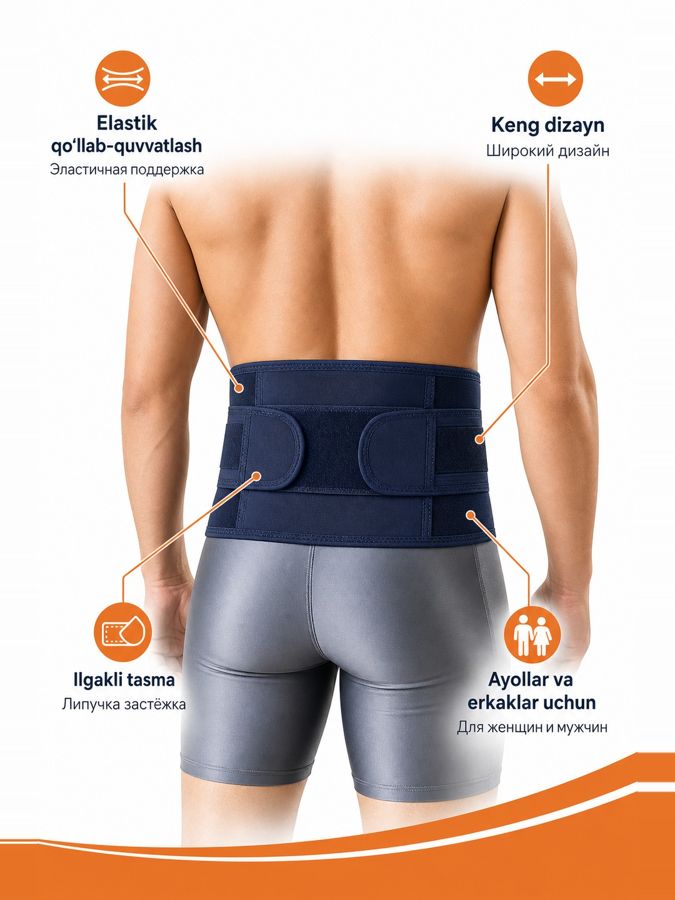 Elastik
qo‘llab-quvvatlash
Эластичная поддержка
Keng dizayn
Широкий дизайн
Ilgakli tasma
Липучка застёжка
Ayollar va
erkaklar uchun
Для женщин и мужчин